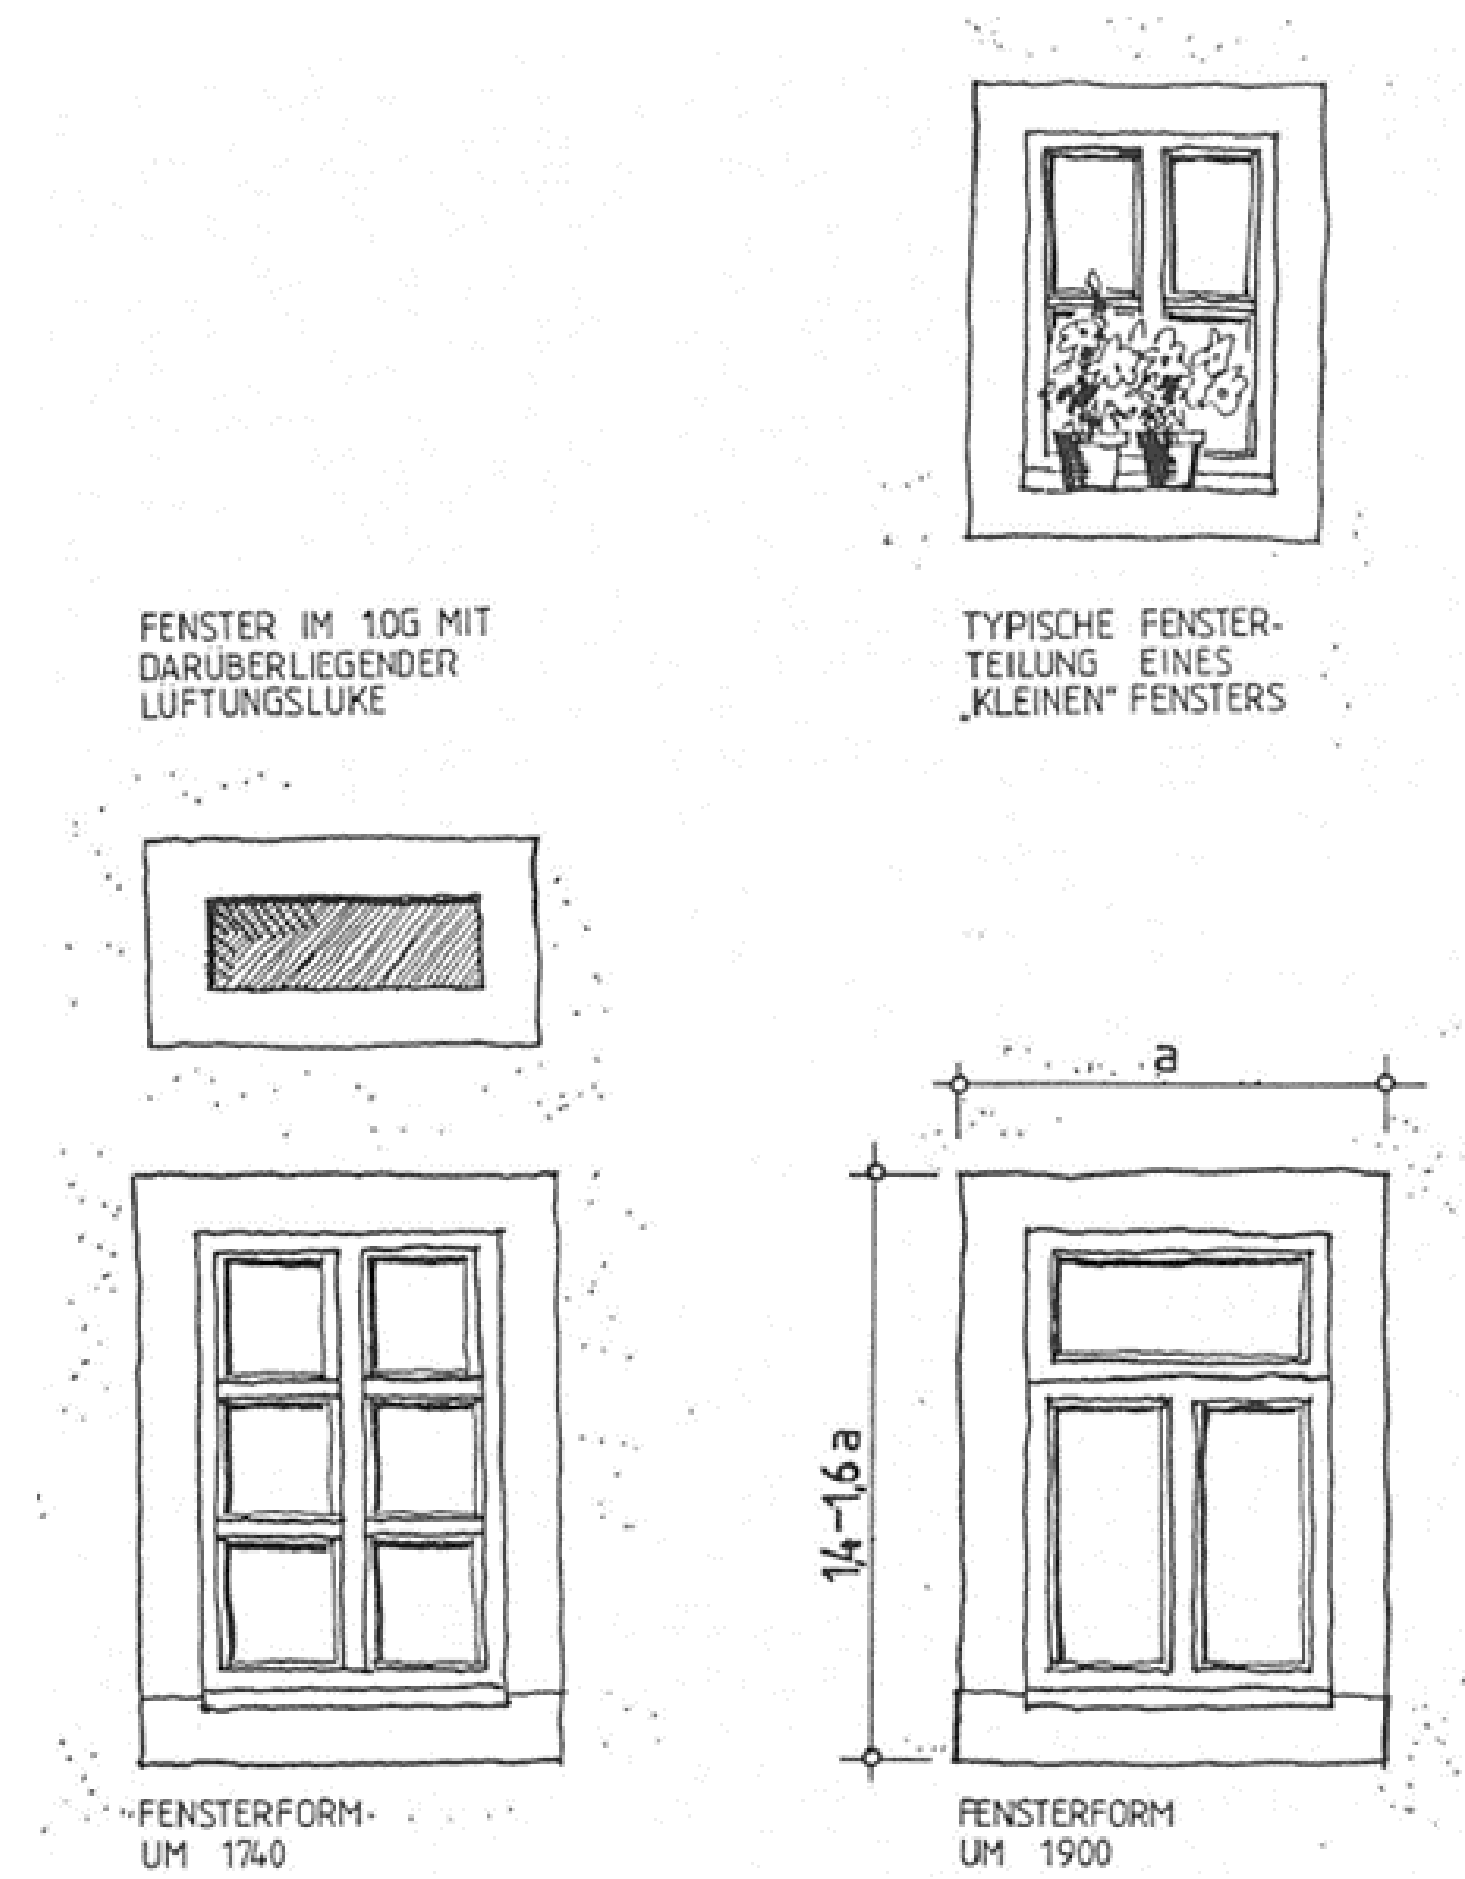 FENSTER IM 1.OG MIT
DARÜBERLIEGENDER
LÜFTUNGSLUKE
TYPISCHE FENSTER-
TEILUNG EINES
„KLEINEN" FENSTERS
a
1,4-1,6a
FENSTERFORM
UM 1740
FENSTERFORM
UM 1900